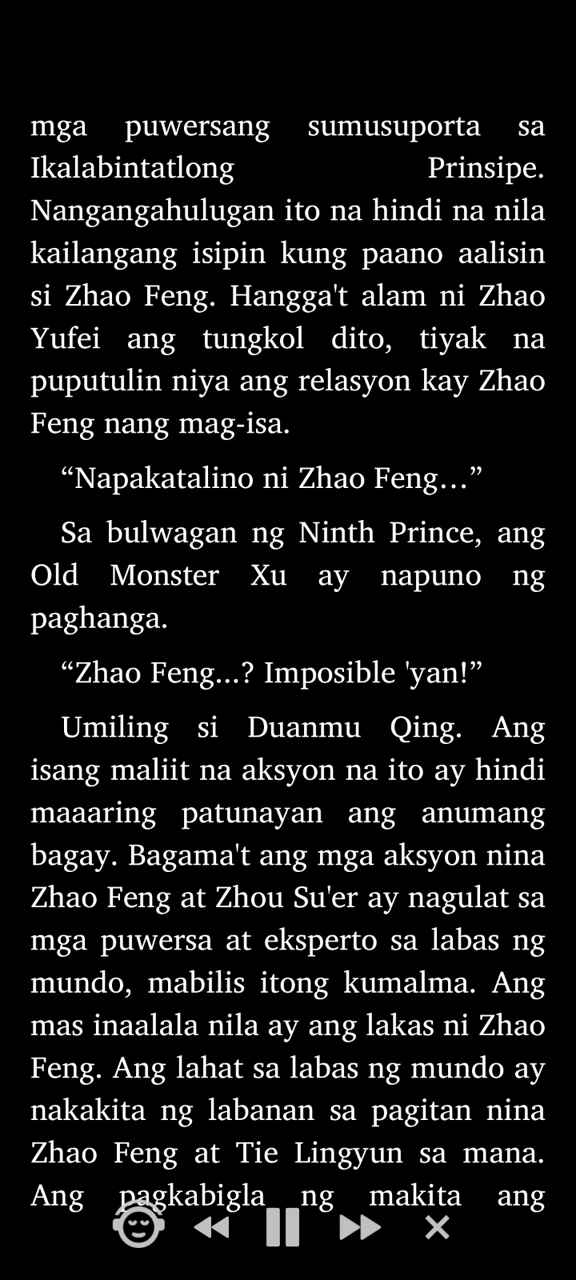 mga puwersang sumusuporta sa
Ikalabintatlong Prinsipe.
Nangangahulugan ito na hindi na nila
kailangang isipin kung paano aalisin
si Zhao Feng. Hangga't alam ni Zhao
Yufei ang tungkol dito, tiyak na
puputulin niya ang relasyon kay Zhao
Feng nang mag-isa.
“Napakatalino ni Zhao Feng…”
Sa bulwagan ng Ninth Prince, ang
Old Monster Xu ay napuno ng
paghanga.
“Zhao Feng...? Imposible 'yan!”
Umiling si Duanmu Qing. Ang
isang maliit na aksyon na ito ay hindi
maaaring patunayan ang anumang
bagay. Bagama't ang mga aksyon nina
Zhao Feng at Zhou Su'er ay nagulat sa
mga puwersa at eksperto sa labas ng
mundo, mabilis itong kumalma. Ang
mas inaalala nila ay ang lakas ni Zhao
Feng. Ang lahat sa labas ng mundo ay
nakakita ng labanan sa pagitan nina
Zhao Feng at Tie Lingyun sa mana.
Ang pagkabigla ng makita ang